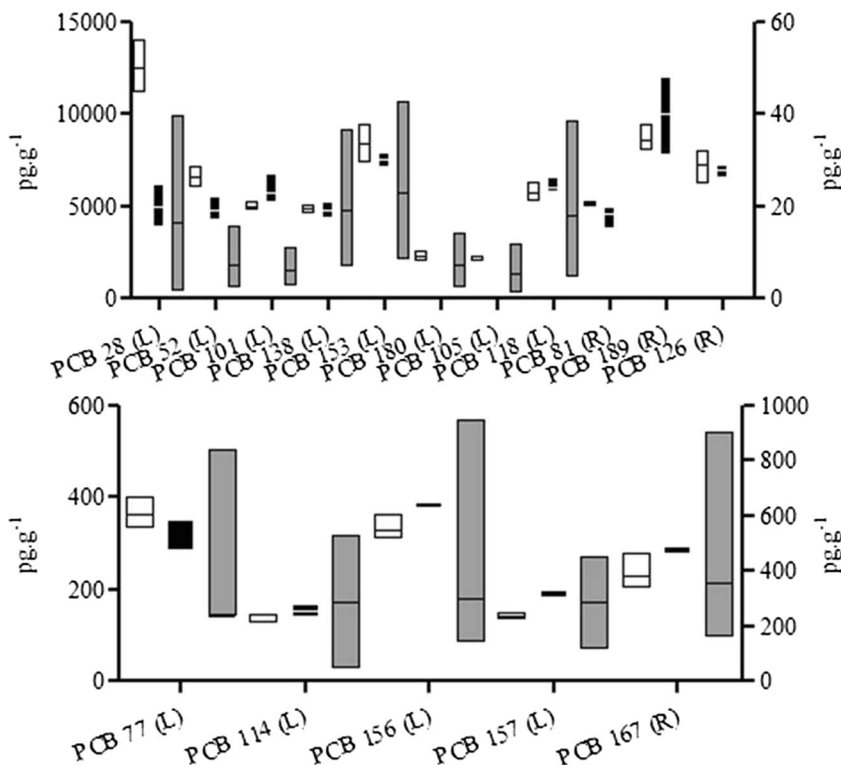 15000
10000
5000
0
pg.g⁻¹
60
40
20
0
pg.g⁻¹
PCB 28 (L)
PCB 52 (L)
PCB 101 (L)
PCB 138 (L)
PCB 153 (L)
PCB 180 (L)
PCB 105 (L)
PCB 118 (L)
PCB 81 (R)
PCB 189 (R)
PCB 126 (R)
600
400
200
0
pg.g⁻¹
1000
800
600
400
200
0
pg.g⁻¹
PCB 77 (L)
PCB 114 (L)
PCB 156 (L)
PCB 157 (L)
PCB 167 (R)